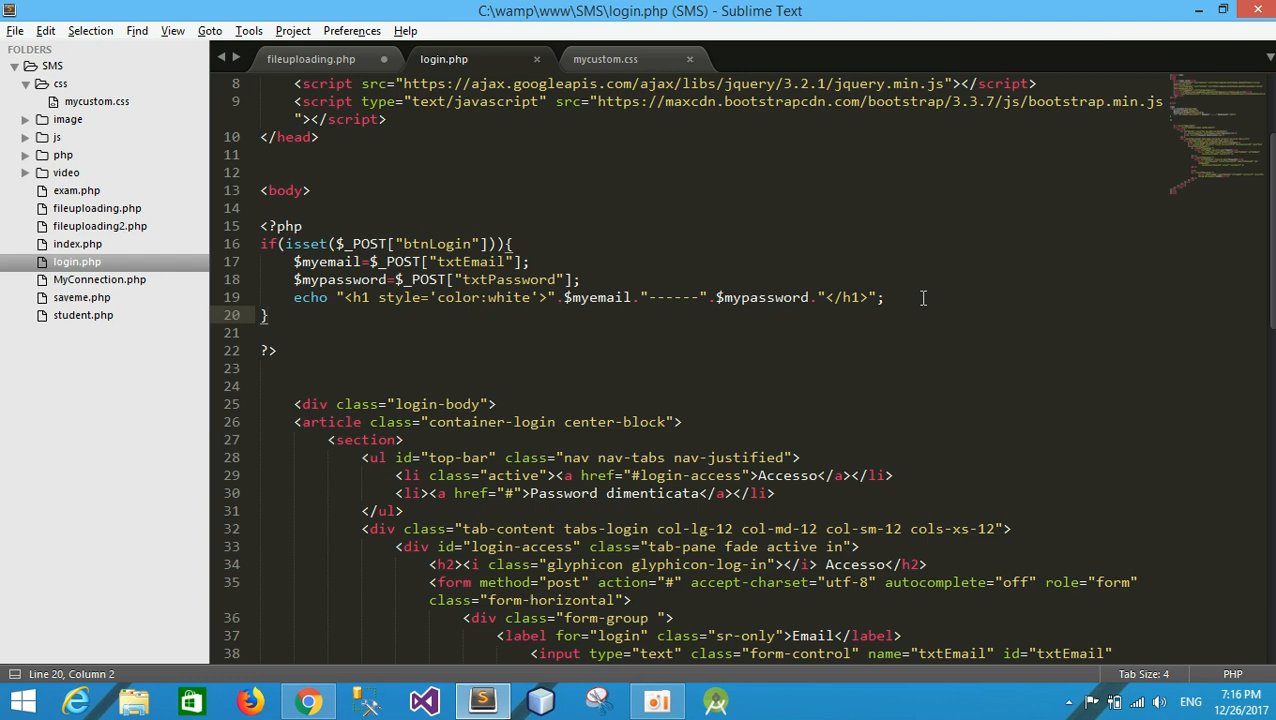 C:\wamp\www\SMS\login.php (SMS) - Sublime Text
File Edit Selection Find View Goto Tools Project Preferences Help
FOLDERS
SMS
css
mycustom.css
image
js
php
video
exam.php
fileuploading.php
fileuploading2.php
index.php
login.php
MyConnection.php
saveme.php
student.php
fileuploading.php login.php mycustom.css
8 <script src="https://ajax.googleapis.com/ajax/libs/jquery/3.2.1/jquery.min.js"></script>
9 <script type="text/javascript" src="https://maxcdn.bootstrapcdn.com/bootstrap/3.3.7/js/bootstrap.min.js
"></script>
10 </head>
11
12
13 <body>
14
15 <?php
16 if(isset($_POST["btnLogin"])){
17 $myemail=$_POST["txtEmail"];
18 $mypassword=$_POST["txtPassword"];
19 echo "<h1 style='color:white'>".$myemail."------".$mypassword."</h1>";
20 }
21
22 ?>
23
24
25 <div class="login-body">
26 <article class="container-login center-block">
27 <section>
28 <ul id="top-bar" class="nav nav-tabs nav-justified">
29 <li class="active"><a href="#login-access">Accesso</a></li>
30 <li><a href="#">Password dimenticata</a></li>
31 </ul>
32 <div class="tab-content tabs-login col-lg-12 col-md-12 col-sm-12 cols-xs-12">
33 <div id="login-access" class="tab-pane fade active in">
34 <h2><i class="glyphicon glyphicon-log-in"></i> Accesso</h2>
35 <form method="post" action="#" accept-charset="utf-8" autocomplete="off" role="form"
class="form-horizontal">
36 <div class="form-group ">
37 <label for="login" class="sr-only">Email</label>
38 <input type="text" class="form-control" name="txtEmail" id="txtEmail"
Line 20, Column 2
Tab Size: 4
PHP
ENG
7:16 PM
12/26/2017